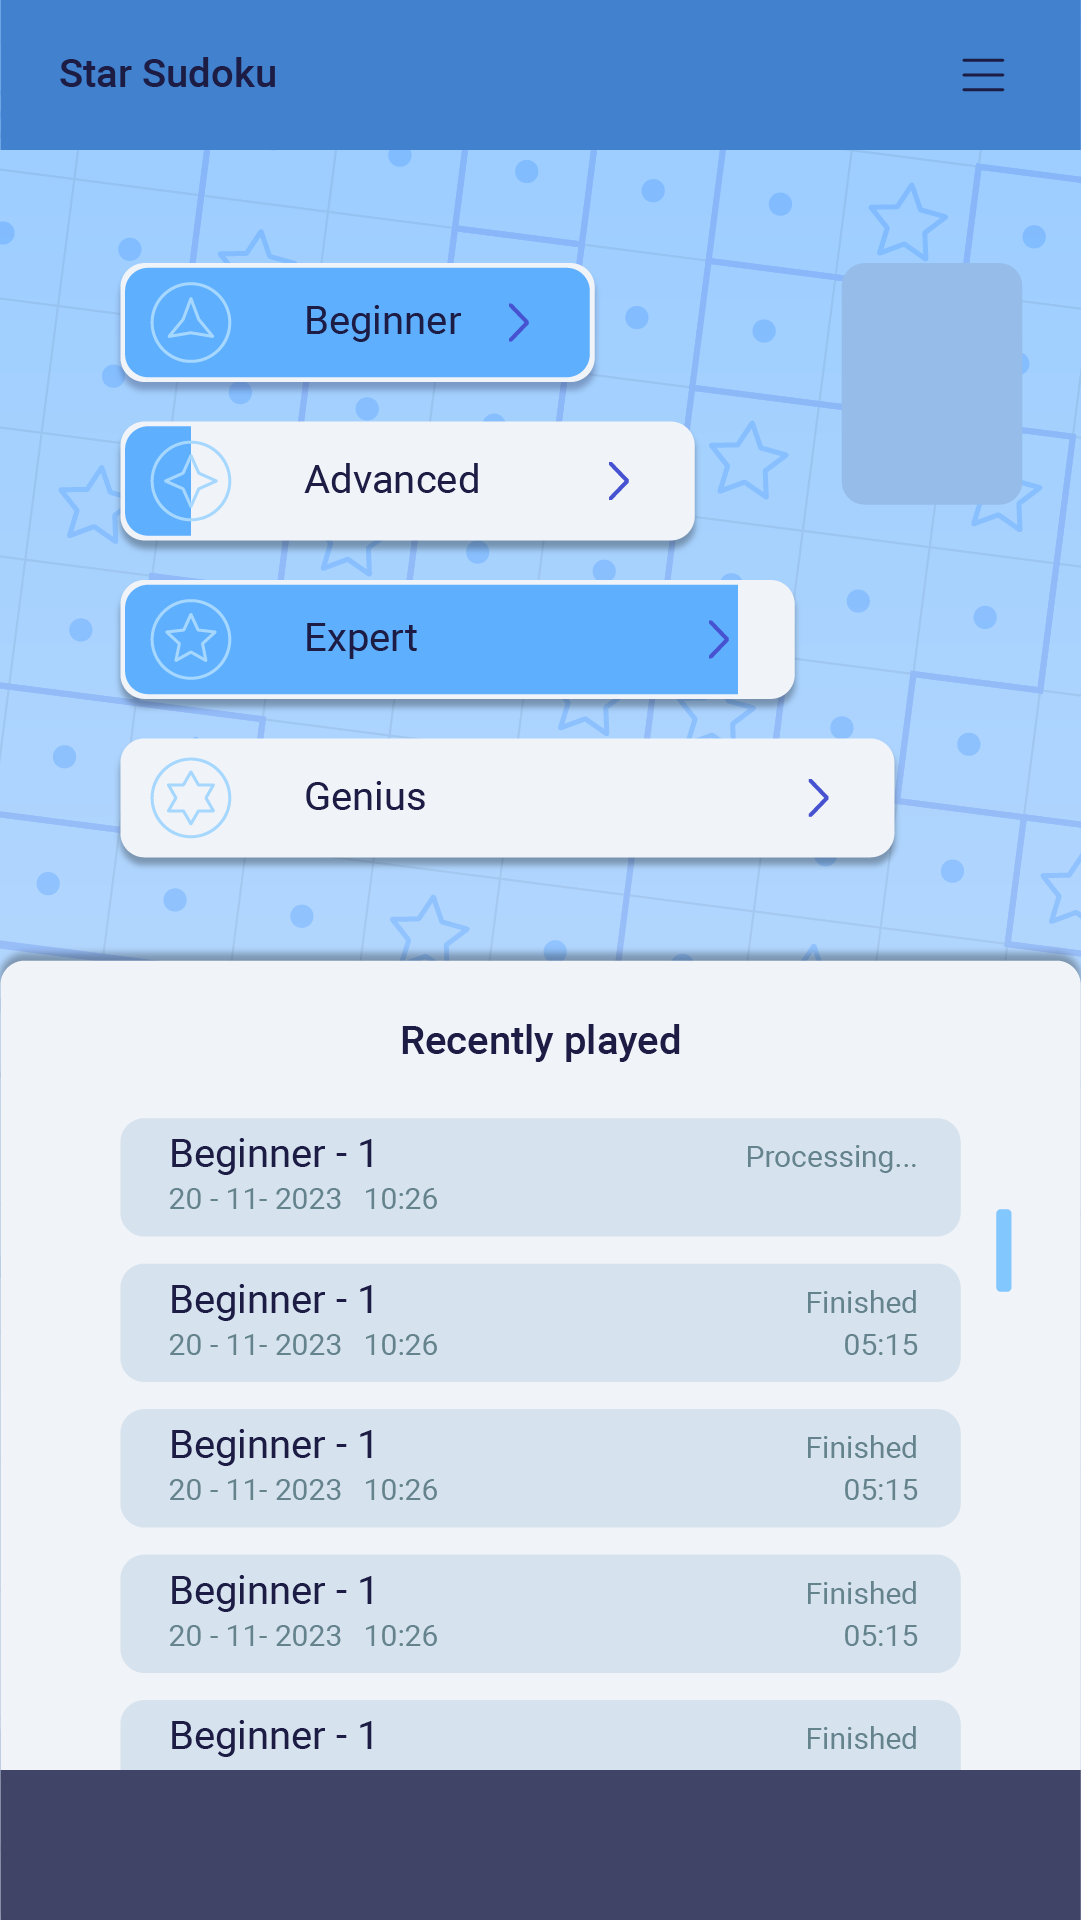 Star Sudoku
Beginner
Advanced
Expert
Genius
Recently played
Beginner - 1
Processing...
20 - 11- 2023 10:26
Beginner - 1
Finished
20 - 11- 2023 10:26
05:15
Beginner - 1
Finished
20 - 11- 2023 10:26
05:15
Beginner - 1
Finished
20 - 11- 2023 10:26
05:15
Beginner - 1
Finished